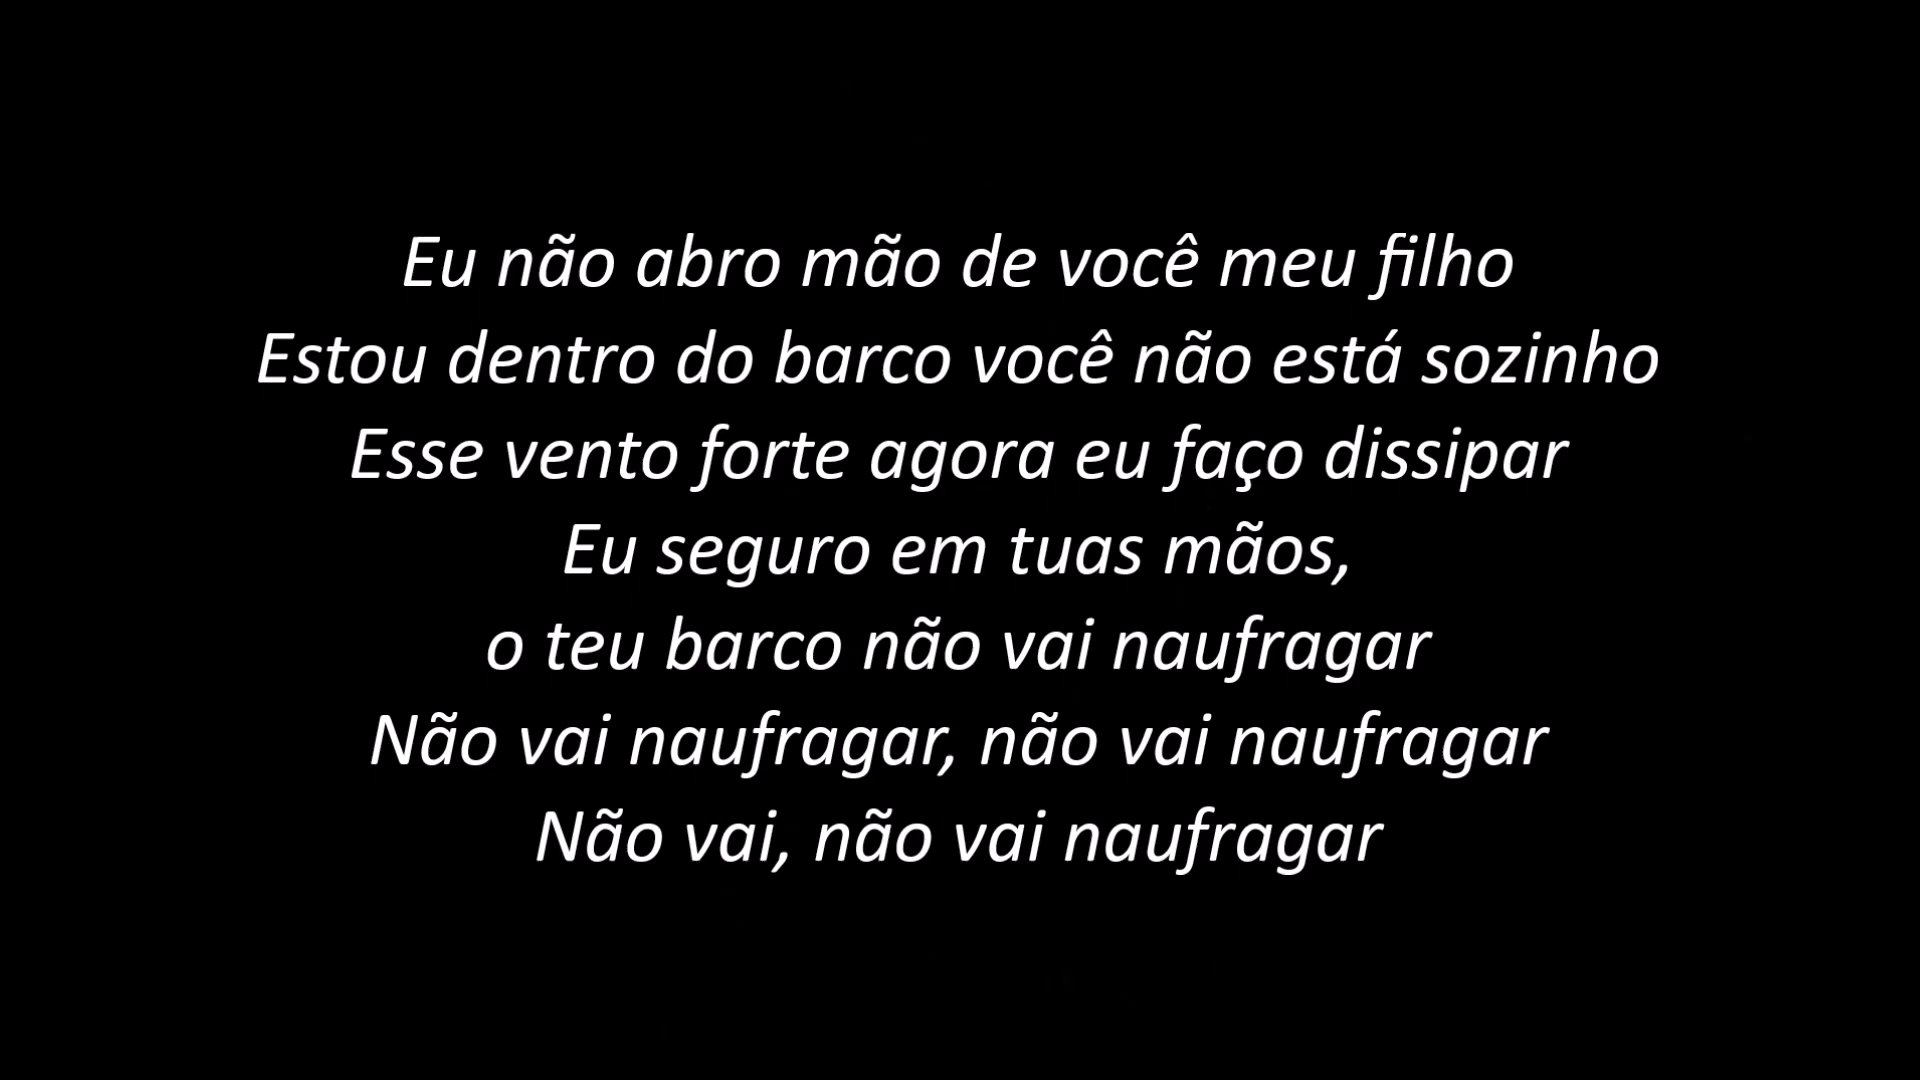 Eu não abro mão de você meu filho
Estou dentro do barco você não está sozinho
Esse vento forte agora eu faço dissipar
Eu seguro em tuas mãos,
o teu barco não vai naufragar
Não vai naufragar, não vai naufragar
Não vai, não vai naufragar